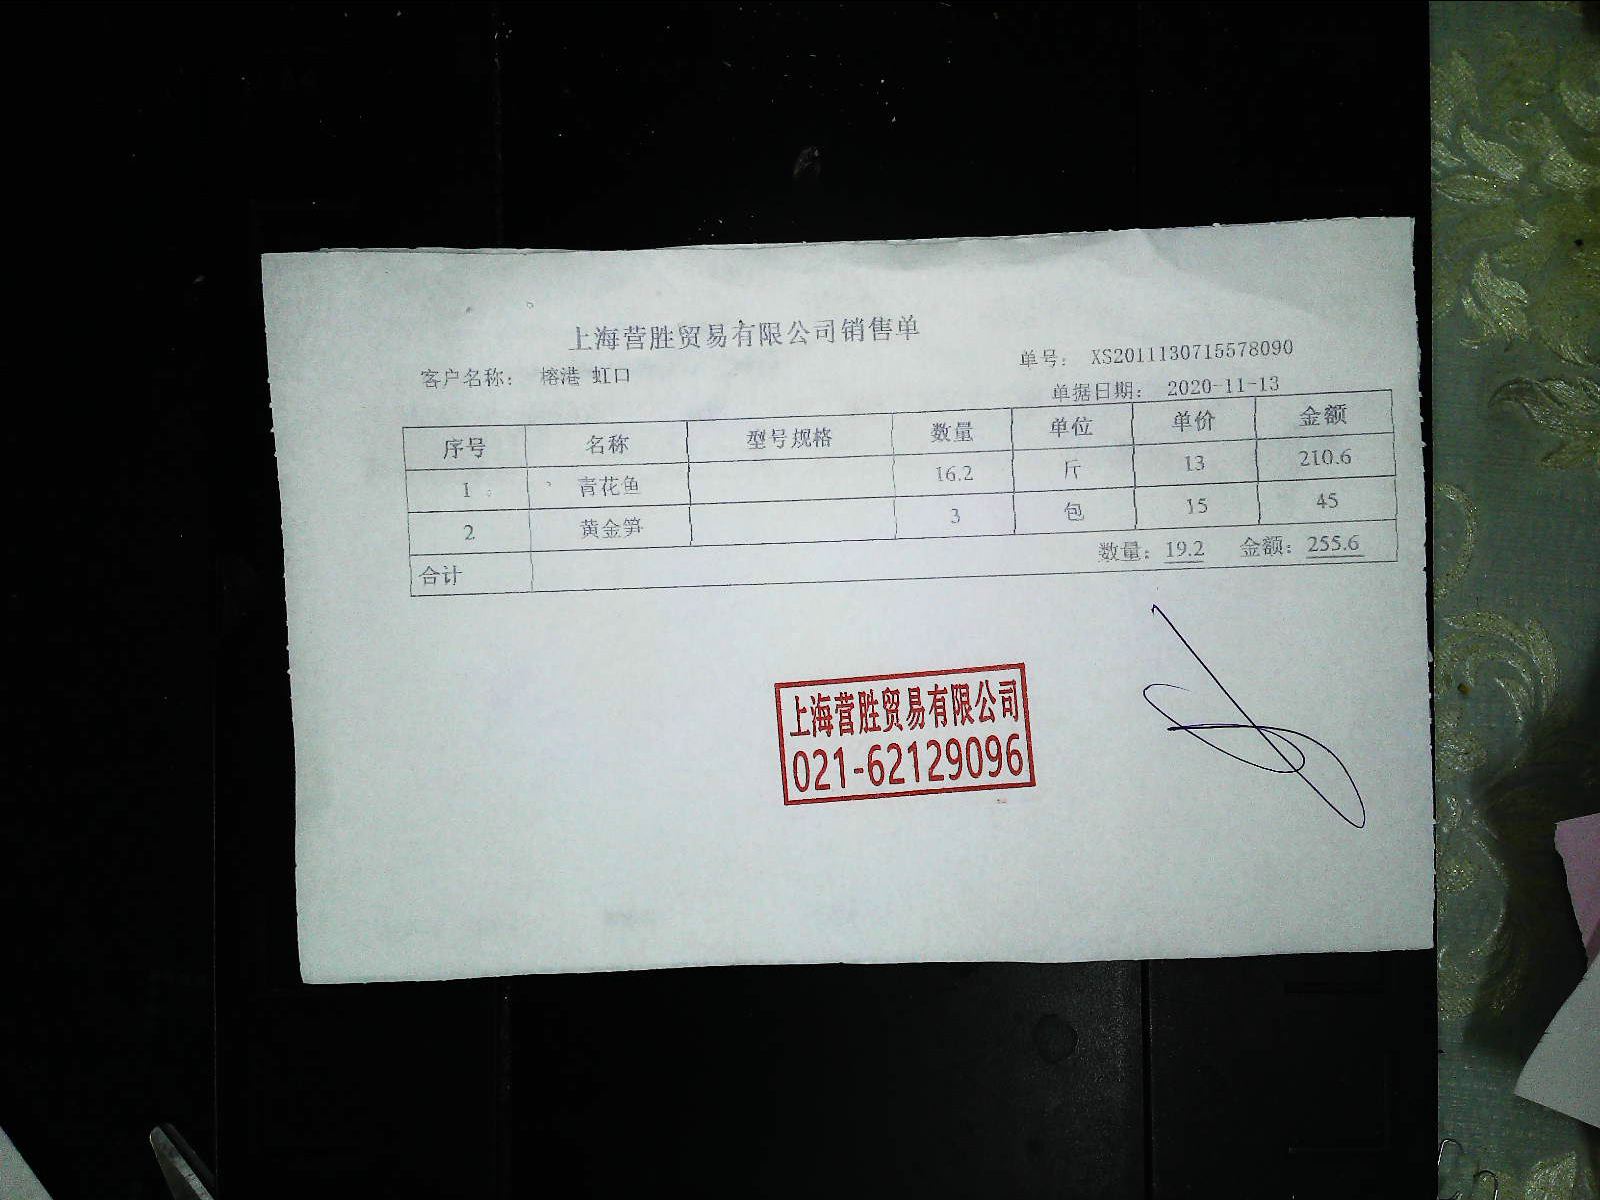 上海营胜贸易有限公司销售单
客户名称： 榕港 虹口 单号： XS2011130715578090
单据日期： 2020-11-13
序号 名称 型号规格 数量 单位 单价 金额
1 青花鱼 16.2 斤 13 210.6
2 黄金笋 3 包 15 45
合计 数量：19.2 金额：255.6
上海营胜贸易有限公司
021-62129096